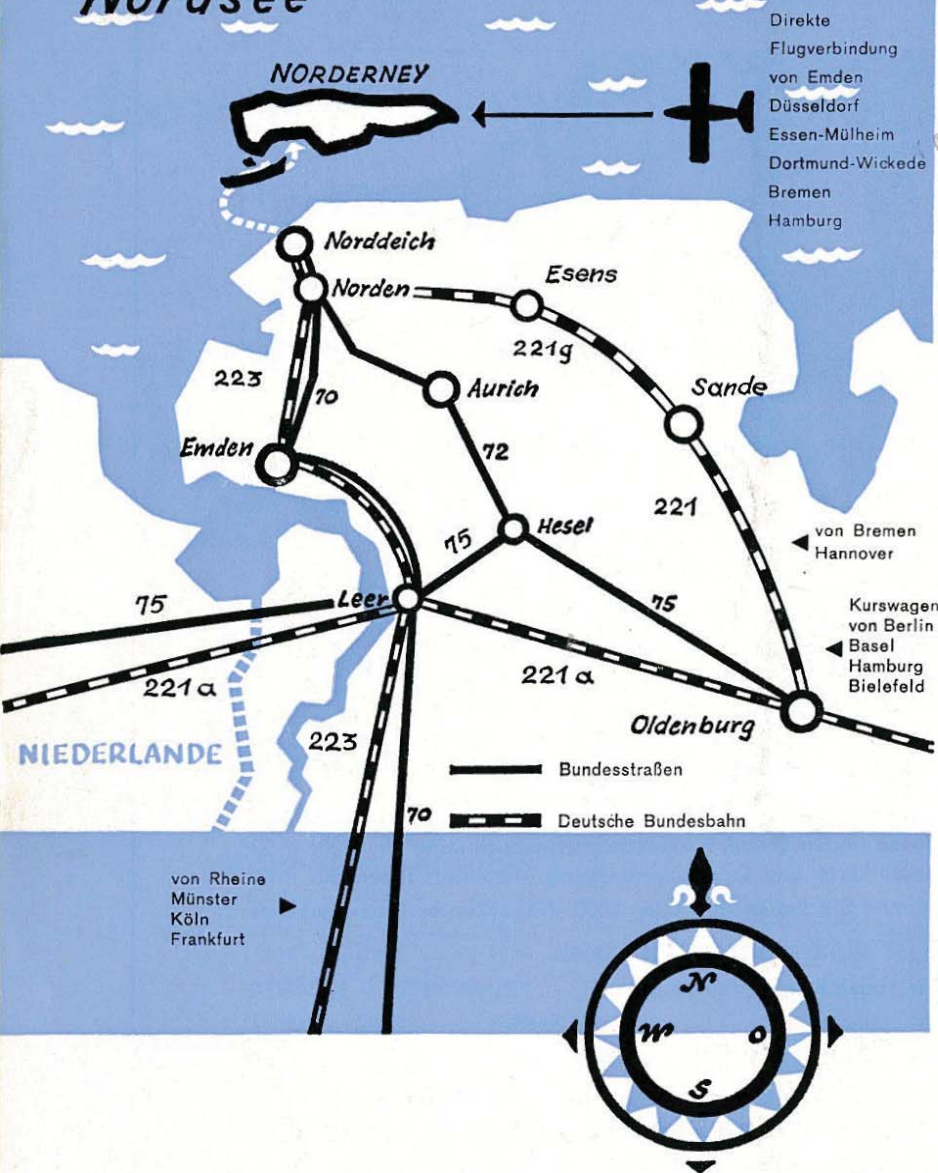 Nordsee
NORDERNEY
Direkte
Flugverbindung
von Emden
Düsseldorf
Essen-Mülheim
Dortmund-Wickede
Bremen
Hamburg
Norddeich
Norden
Esens
221g
223
70
Aurich
Sande
Emden
72
221
75
Hesel
von Bremen
Hannover
75
Leer
75
Kurswagen
von Berlin
Basel
Hamburg
Bielefeld
221a
221a
Oldenburg
NIEDERLANDE
223
Bundesstraßen
70
Deutsche Bundesbahn
von Rheine
Münster
Köln
Frankfurt
N
W
O
S